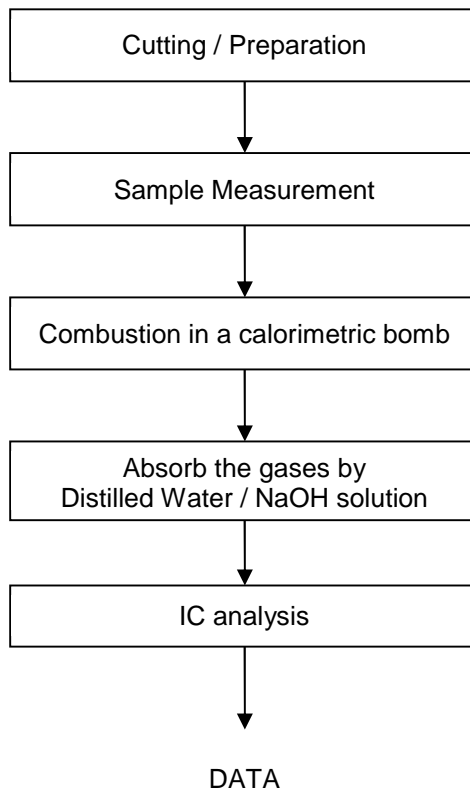 Cutting / Preparation
Sample Measurement
Combustion in a calorimetric bomb
Absorb the gases by
Distilled Water / NaOH solution
IC analysis
DATA